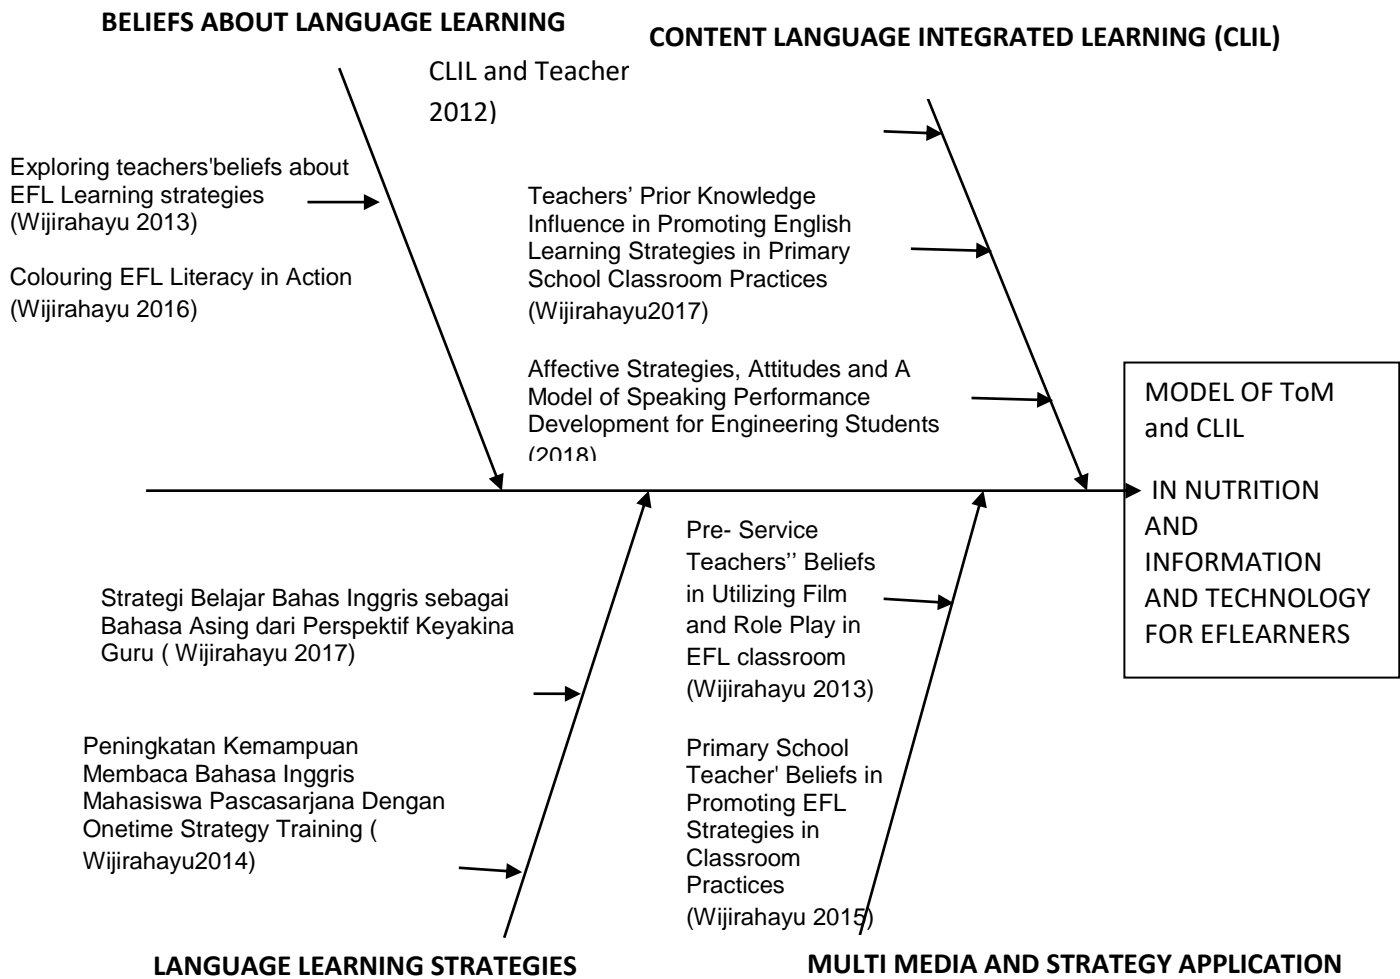 BELIEFS ABOUT LANGUAGE LEARNING
CONTENT LANGUAGE INTEGRATED LEARNING (CLIL)
CLIL and Teacher
2012)
Exploring teachers'beliefs about
EFL Learning strategies
(Wijirahayu 2013)
Colouring EFL Literacy in Action
(Wijirahayu 2016)
Teachers’ Prior Knowledge
Influence in Promoting English
Learning Strategies in Primary
School Classroom Practices
(Wijirahayu2017)
Affective Strategies, Attitudes and A
Model of Speaking Performance
Development for Engineering Students
(2018)
MODEL OF ToM
and CLIL
IN NUTRITION
AND
INFORMATION
AND TECHNOLOGY
FOR EFLEARNERS
Strategi Belajar Bahas Inggris sebagai
Bahasa Asing dari Perspektif Keyakina
Guru ( Wijirahayu 2017)
Peningkatan Kemampuan
Membaca Bahasa Inggris
Mahasiswa Pascasarjana Dengan
Onetime Strategy Training (
Wijirahayu2014)
Pre- Service
Teachers’’ Beliefs
in Utilizing Film
and Role Play in
EFL classroom
(Wijirahayu 2013)
Primary School
Teacher' Beliefs in
Promoting EFL
Strategies in
Classroom
Practices
(Wijirahayu 2015)
LANGUAGE LEARNING STRATEGIES
MULTI MEDIA AND STRATEGY APPLICATION